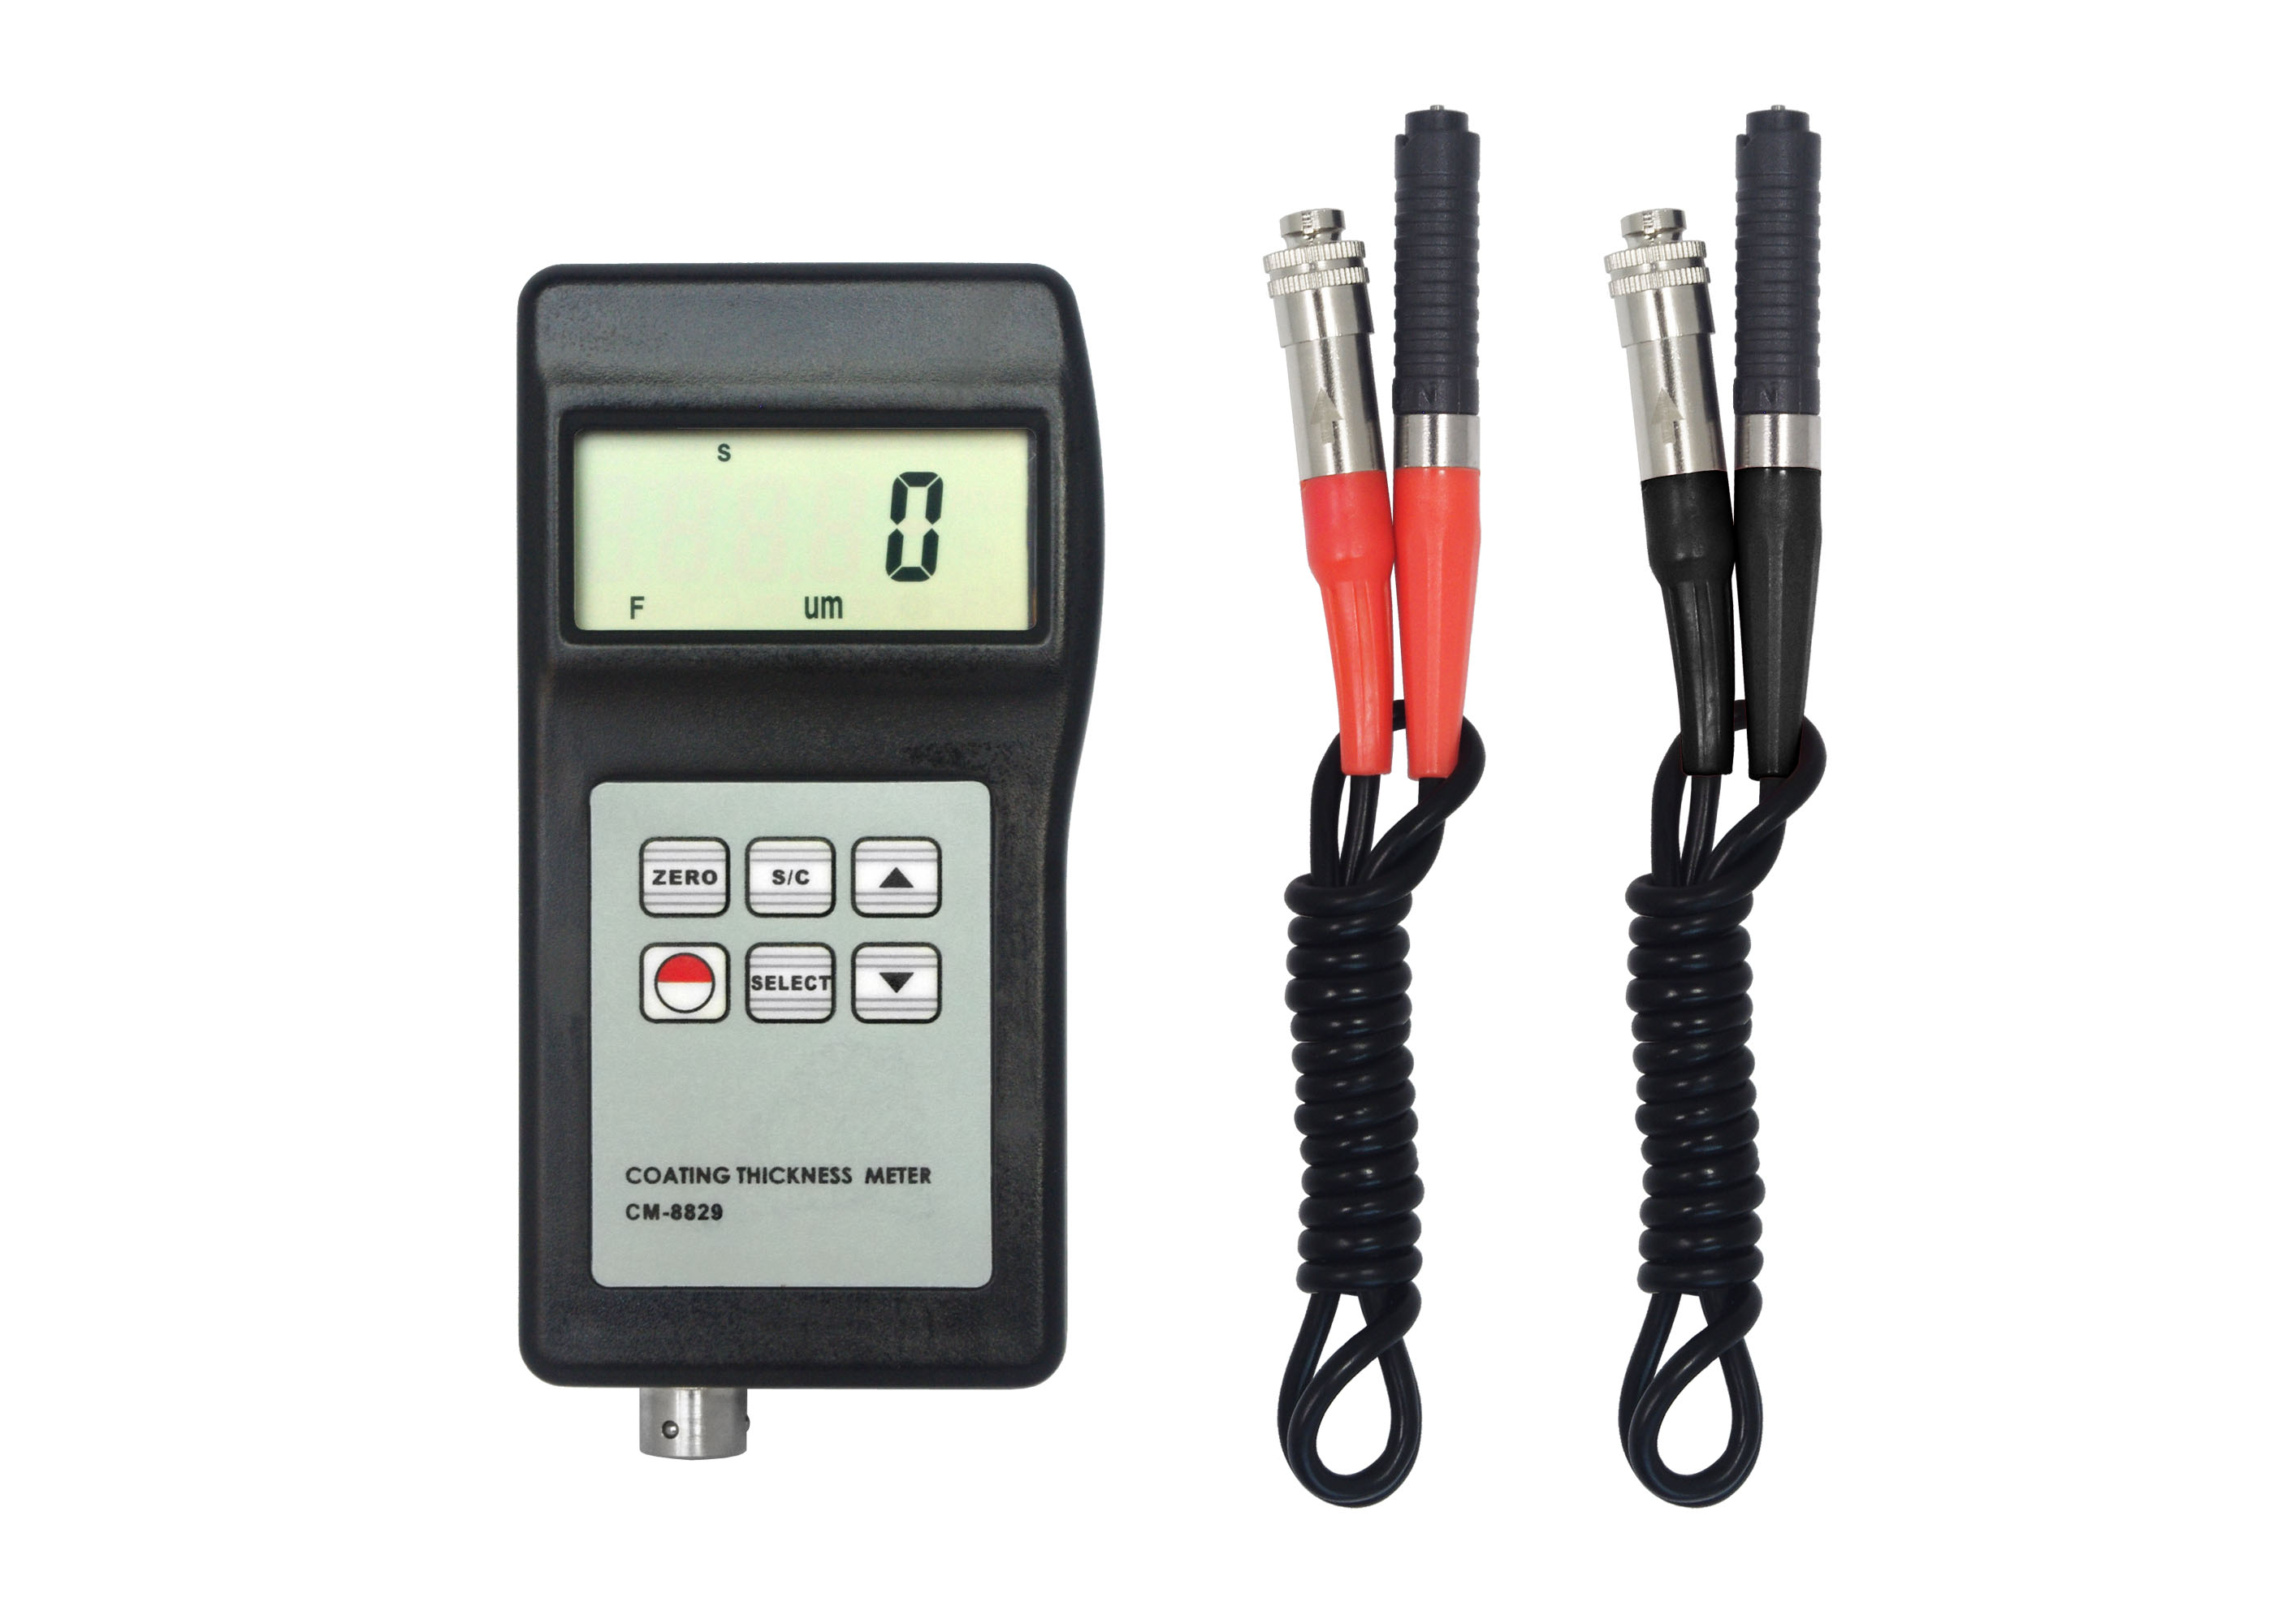 S
0
F um
ZERO S/C
SELECT
COATING THICKNESS METER
CM-8829
N
N